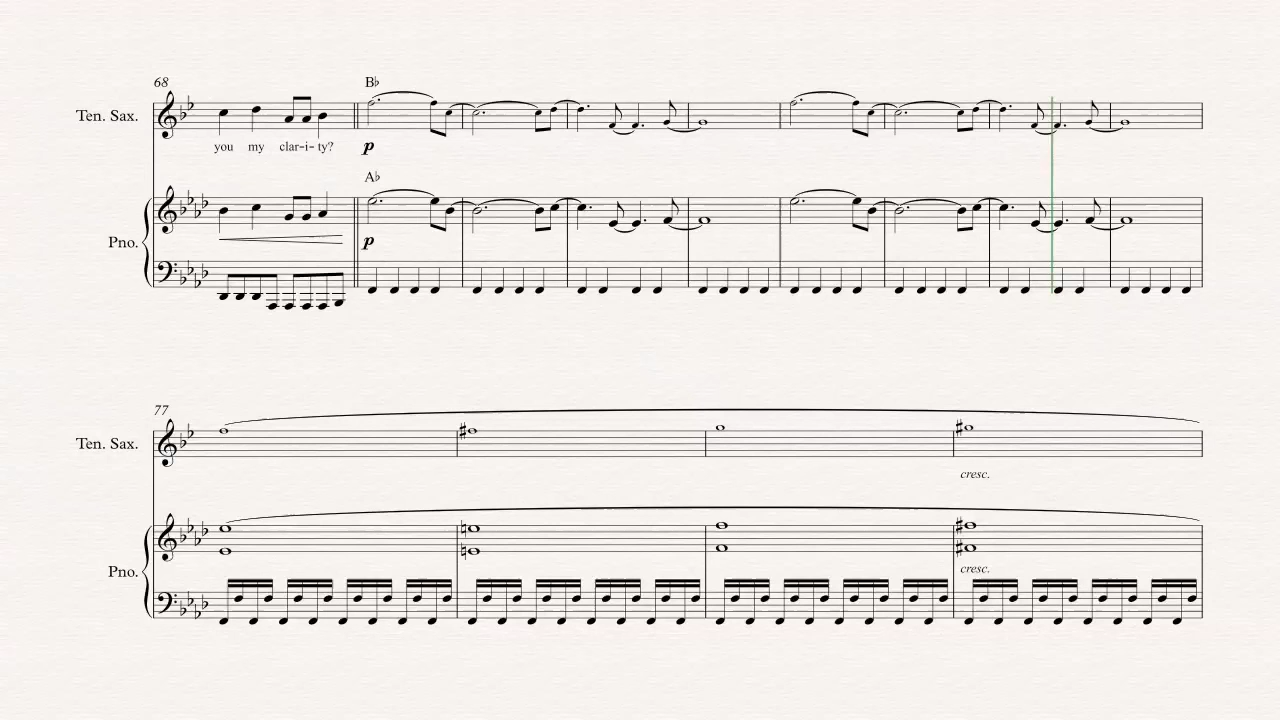 68
B♭
Ten. Sax.
you my clar-i-ty?
p
A♭
Pno.
p
77
Ten. Sax.
cresc.
Pno.
cresc.